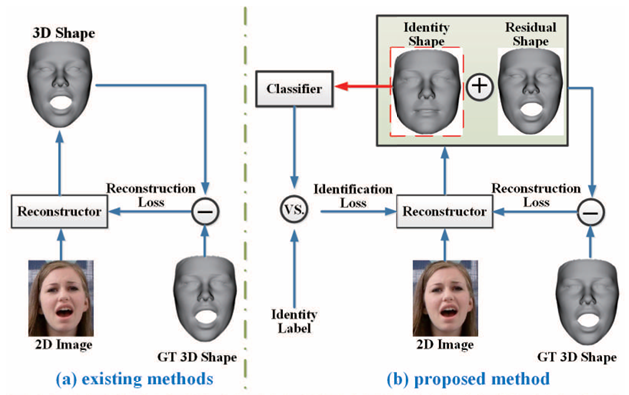 3D Shape
Reconstruction
Loss
Reconstructor
2D Image
GT 3D Shape
(a) existing methods
Identity
Shape
Residual
Shape
Classifier
VS.
Identification
Loss
Reconstructor
Reconstruction
Loss
Identity
Label
2D Image
GT 3D Shape
(b) proposed method